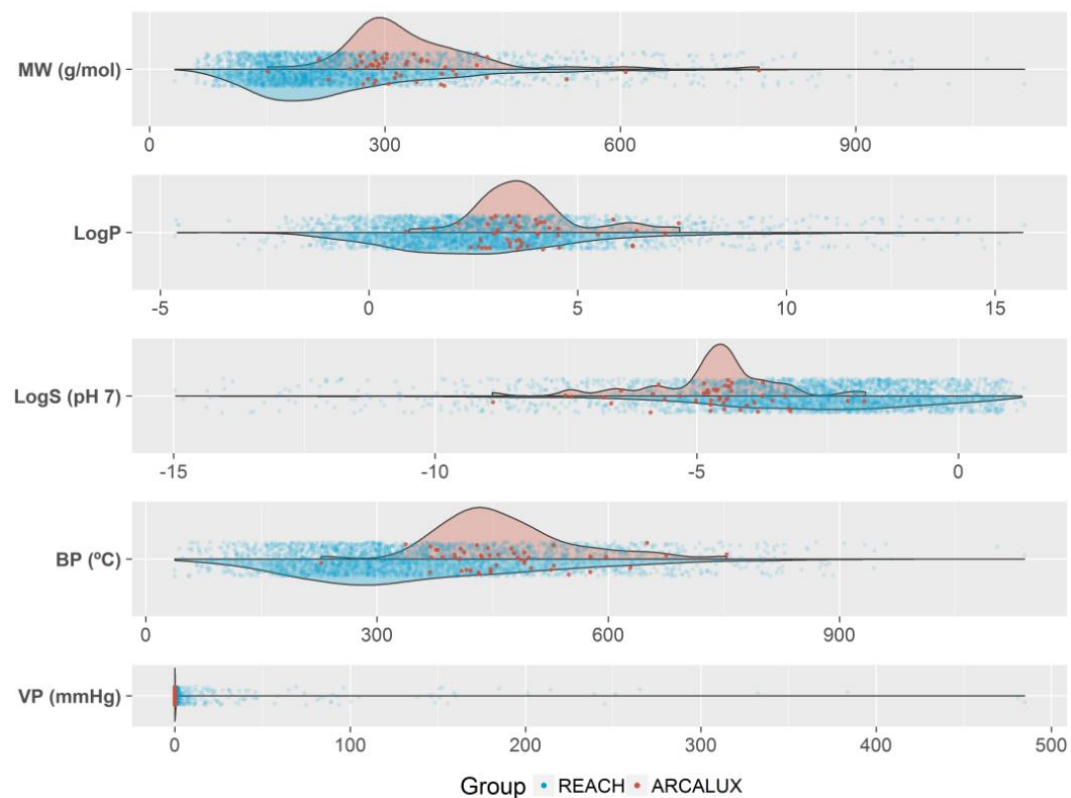 MW (g/mol)
0 300 600 900
LogP
-5 0 5 10 15
LogS (pH 7)
-15 -10 -5 0
BP (ºC)
0 300 600 900
VP (mmHg)
0 100 200 300 400 500
Group REACH ARCALUX